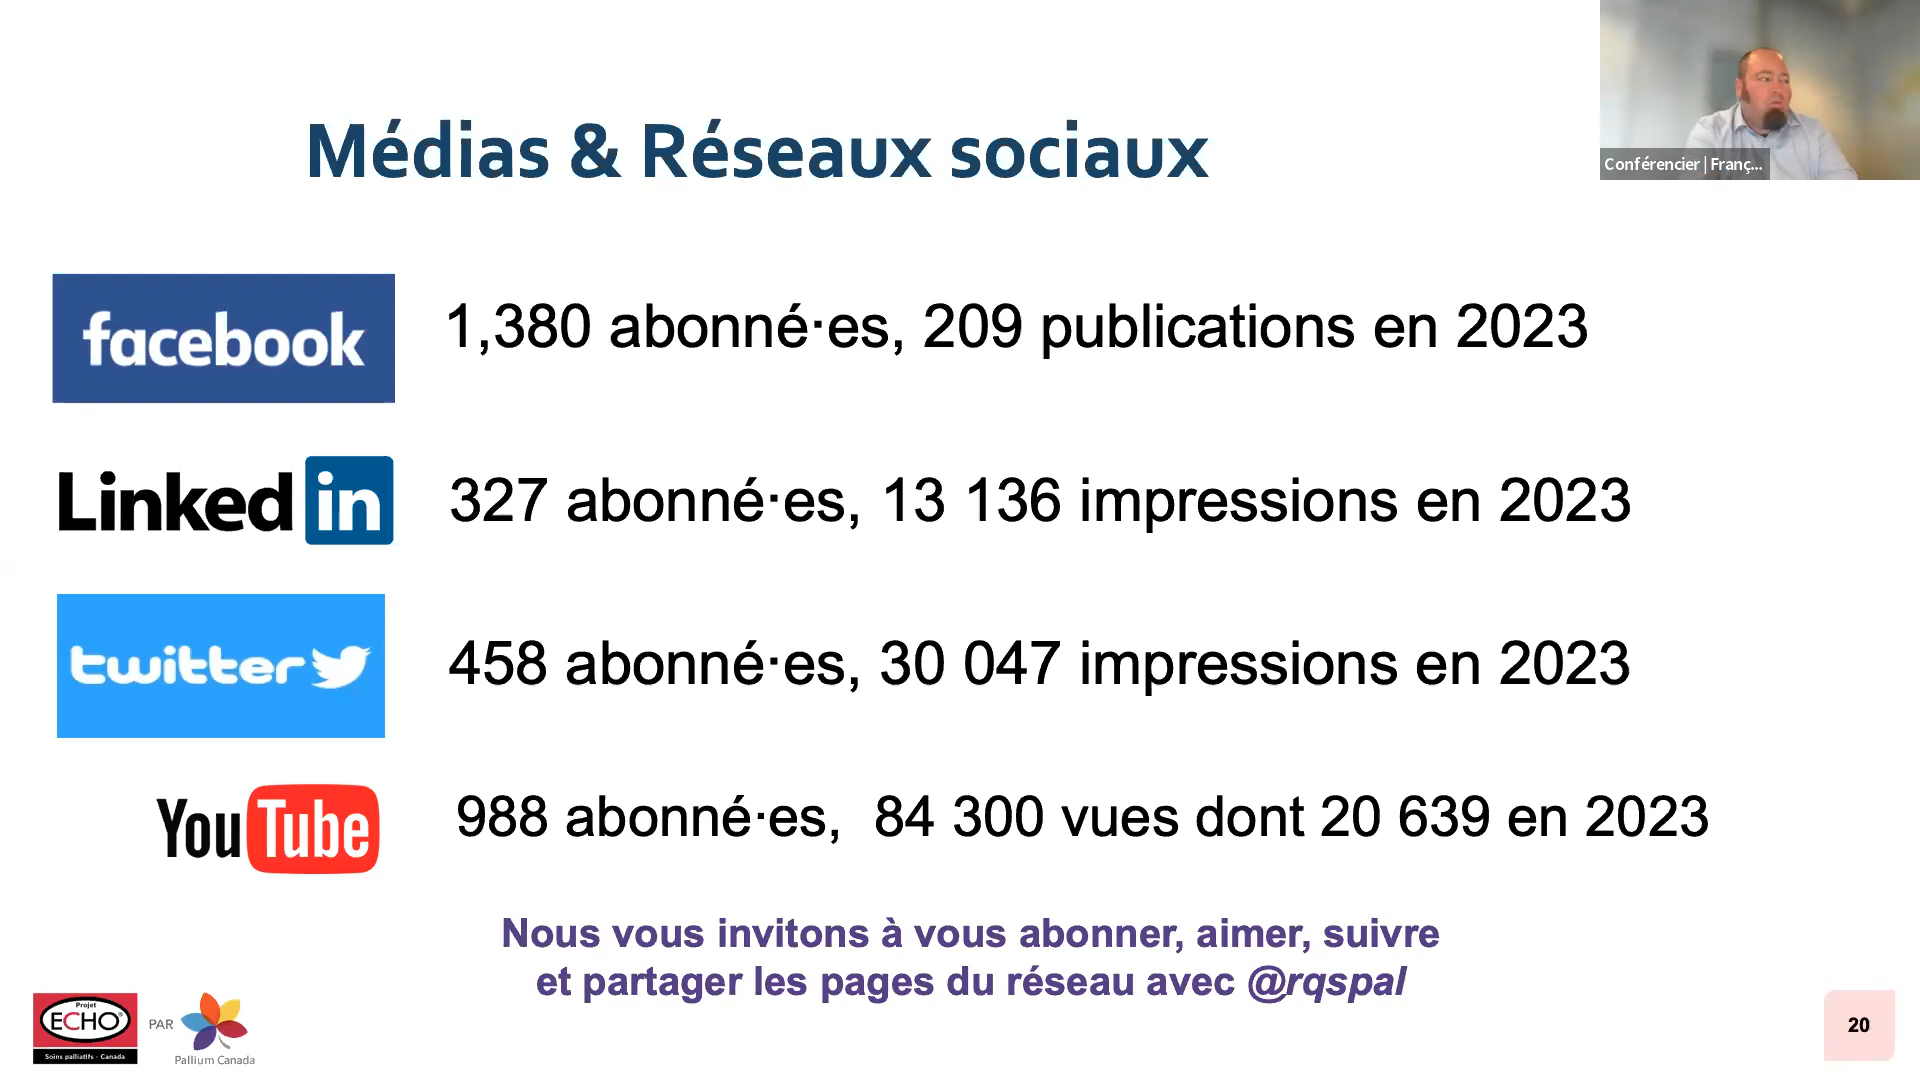 Médias & Réseaux sociaux
Conférencier | Franç...
facebook
1,380 abonné·es, 209 publications en 2023
Linked in
327 abonné·es, 13 136 impressions en 2023
twitter
458 abonné·es, 30 047 impressions en 2023
YouTube
988 abonné·es, 84 300 vues dont 20 639 en 2023
Nous vous invitons à vous abonner, aimer, suivre
et partager les pages du réseau avec @rqspal
Projet
ECHO®
Soins palliatifs - Canada
PAR
Pallium Canada
20